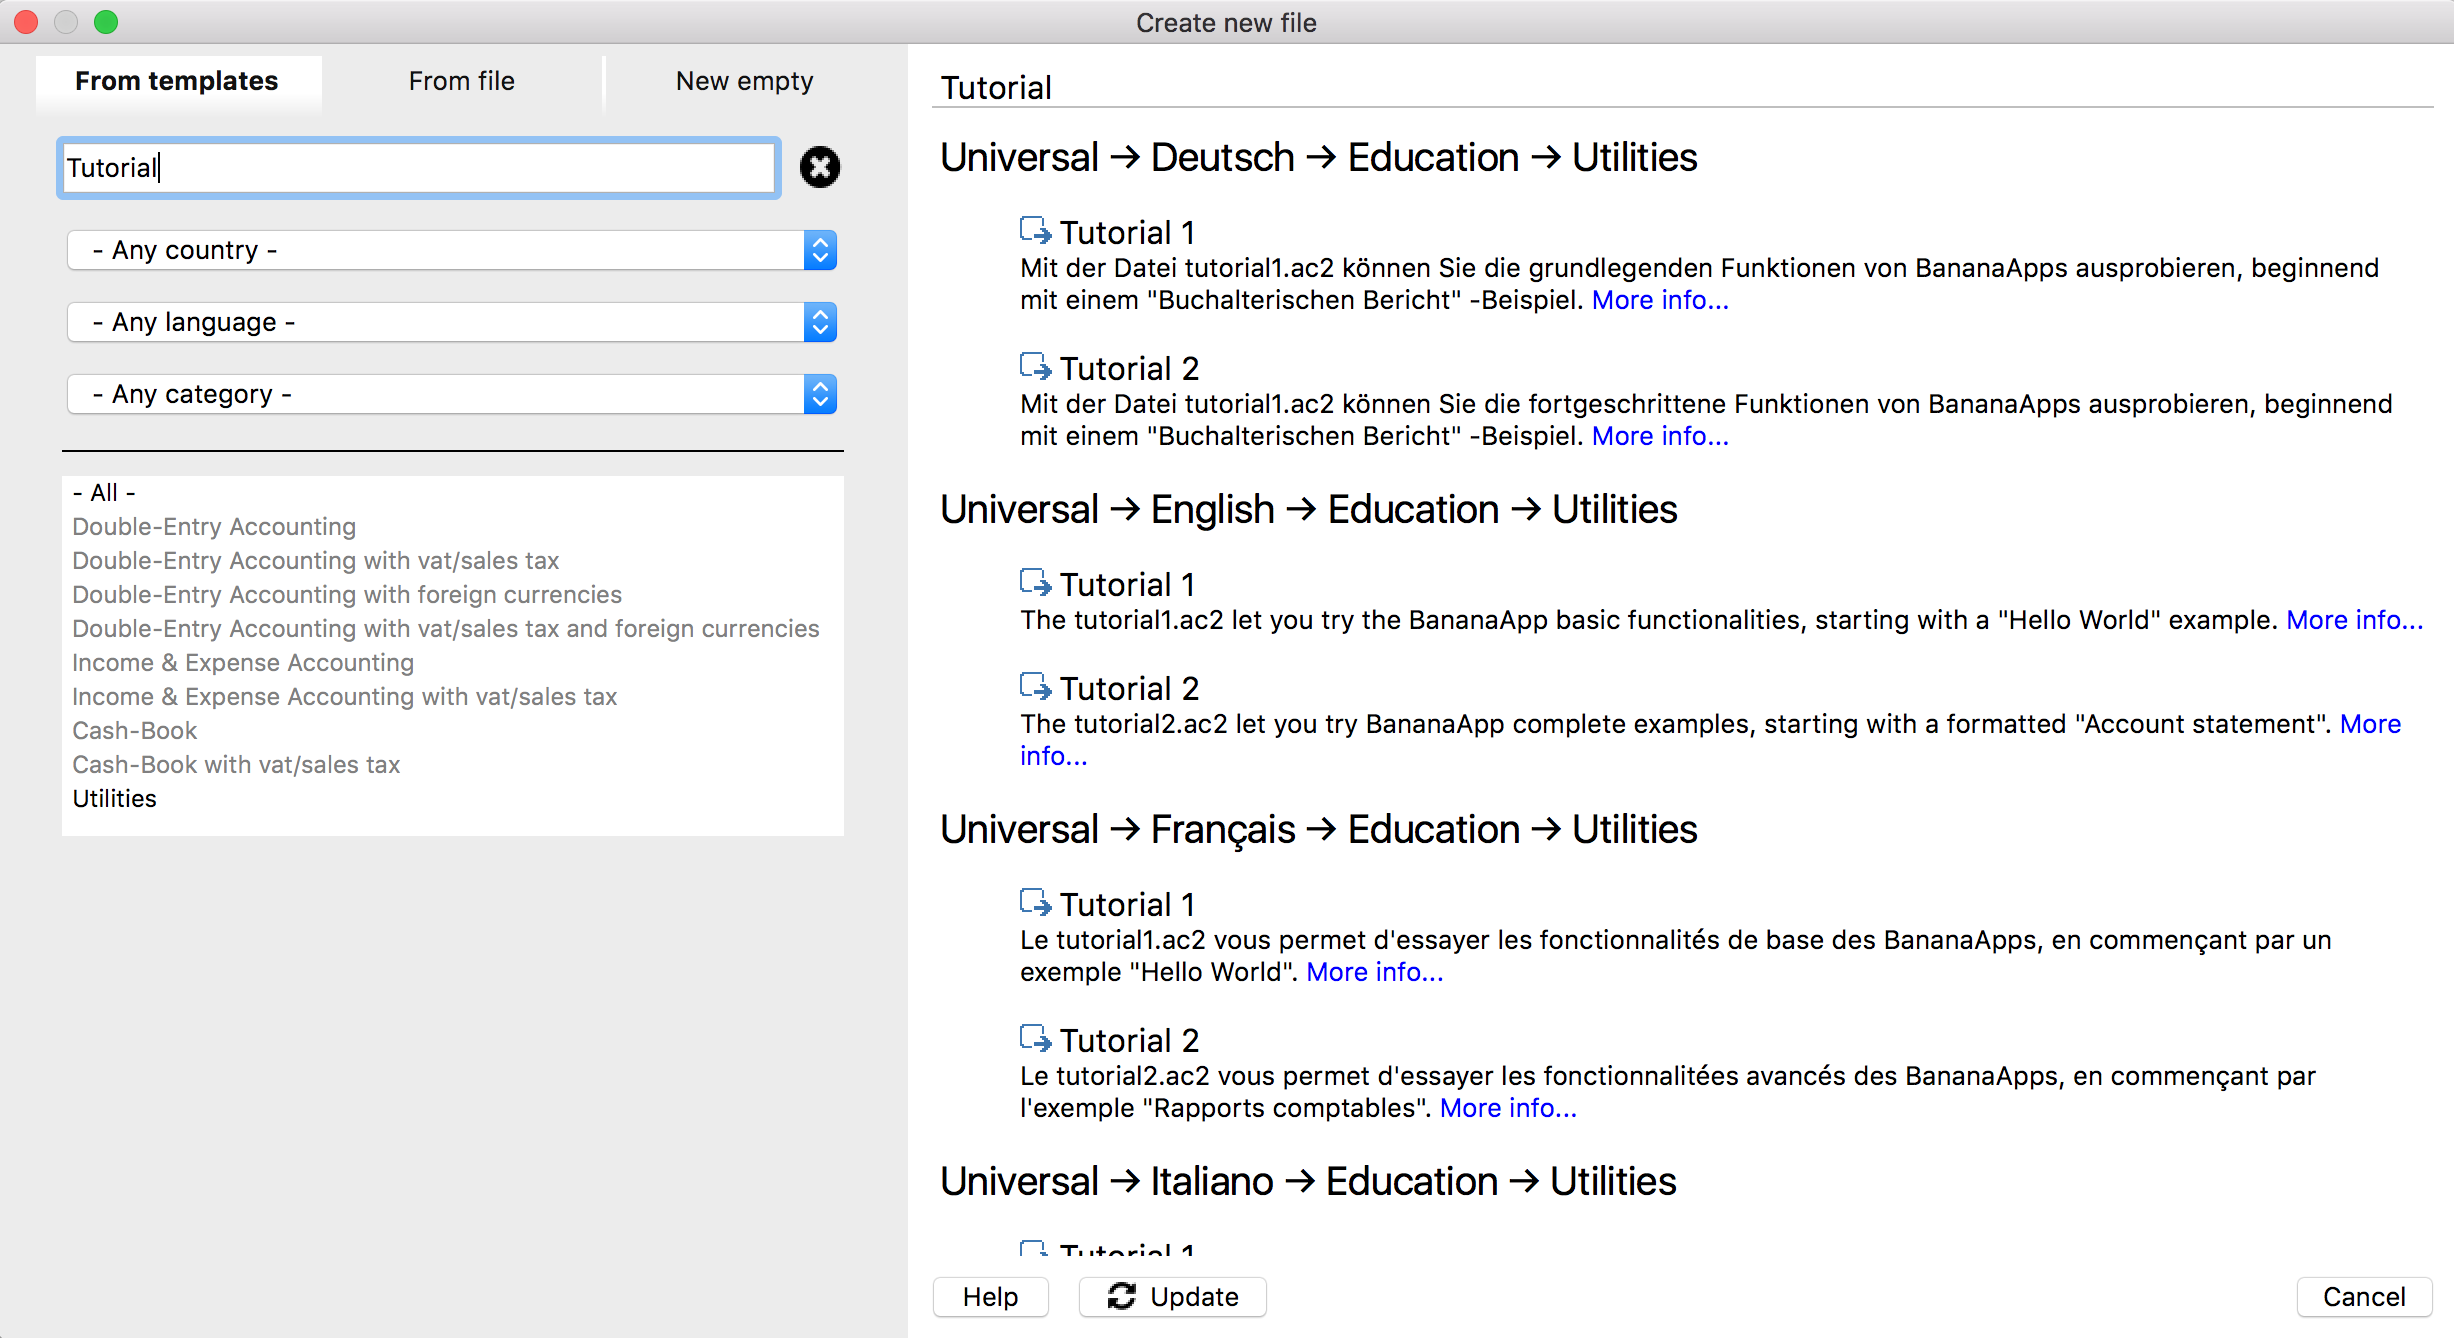 Create new file
From templates
From file
New empty
Tutorial
- Any country -
- Any language -
- Any category -
- All -
Double-Entry Accounting
Double-Entry Accounting with vat/sales tax
Double-Entry Accounting with foreign currencies
Double-Entry Accounting with vat/sales tax and foreign currencies
Income & Expense Accounting
Income & Expense Accounting with vat/sales tax
Cash-Book
Cash-Book with vat/sales tax
Utilities
Tutorial
Universal → Deutsch → Education → Utilities
Tutorial 1
Mit der Datei tutorial1.ac2 können Sie die grundlegenden Funktionen von BananaApps ausprobieren, beginnend
mit einem "Buchalterischen Bericht" -Beispiel. More info...
Tutorial 2
Mit der Datei tutorial1.ac2 können Sie die fortgeschrittene Funktionen von BananaApps ausprobieren, beginnend
mit einem "Buchalterischen Bericht" -Beispiel. More info...
Universal → English → Education → Utilities
Tutorial 1
The tutorial1.ac2 let you try the BananaApp basic functionalities, starting with a "Hello World" example. More info...
Tutorial 2
The tutorial2.ac2 let you try BananaApp complete examples, starting with a formatted "Account statement". More
info...
Universal → Français → Education → Utilities
Tutorial 1
Le tutorial1.ac2 vous permet d'essayer les fonctionnalités de base des BananaApps, en commençant par un
exemple "Hello World". More info...
Tutorial 2
Le tutorial2.ac2 vous permet d'essayer les fonctionnalitées avancés des BananaApps, en commençant par
l'exemple "Rapports comptables". More info...
Universal → Italiano → Education → Utilities
Tutorial 1
Help
Update
Cancel